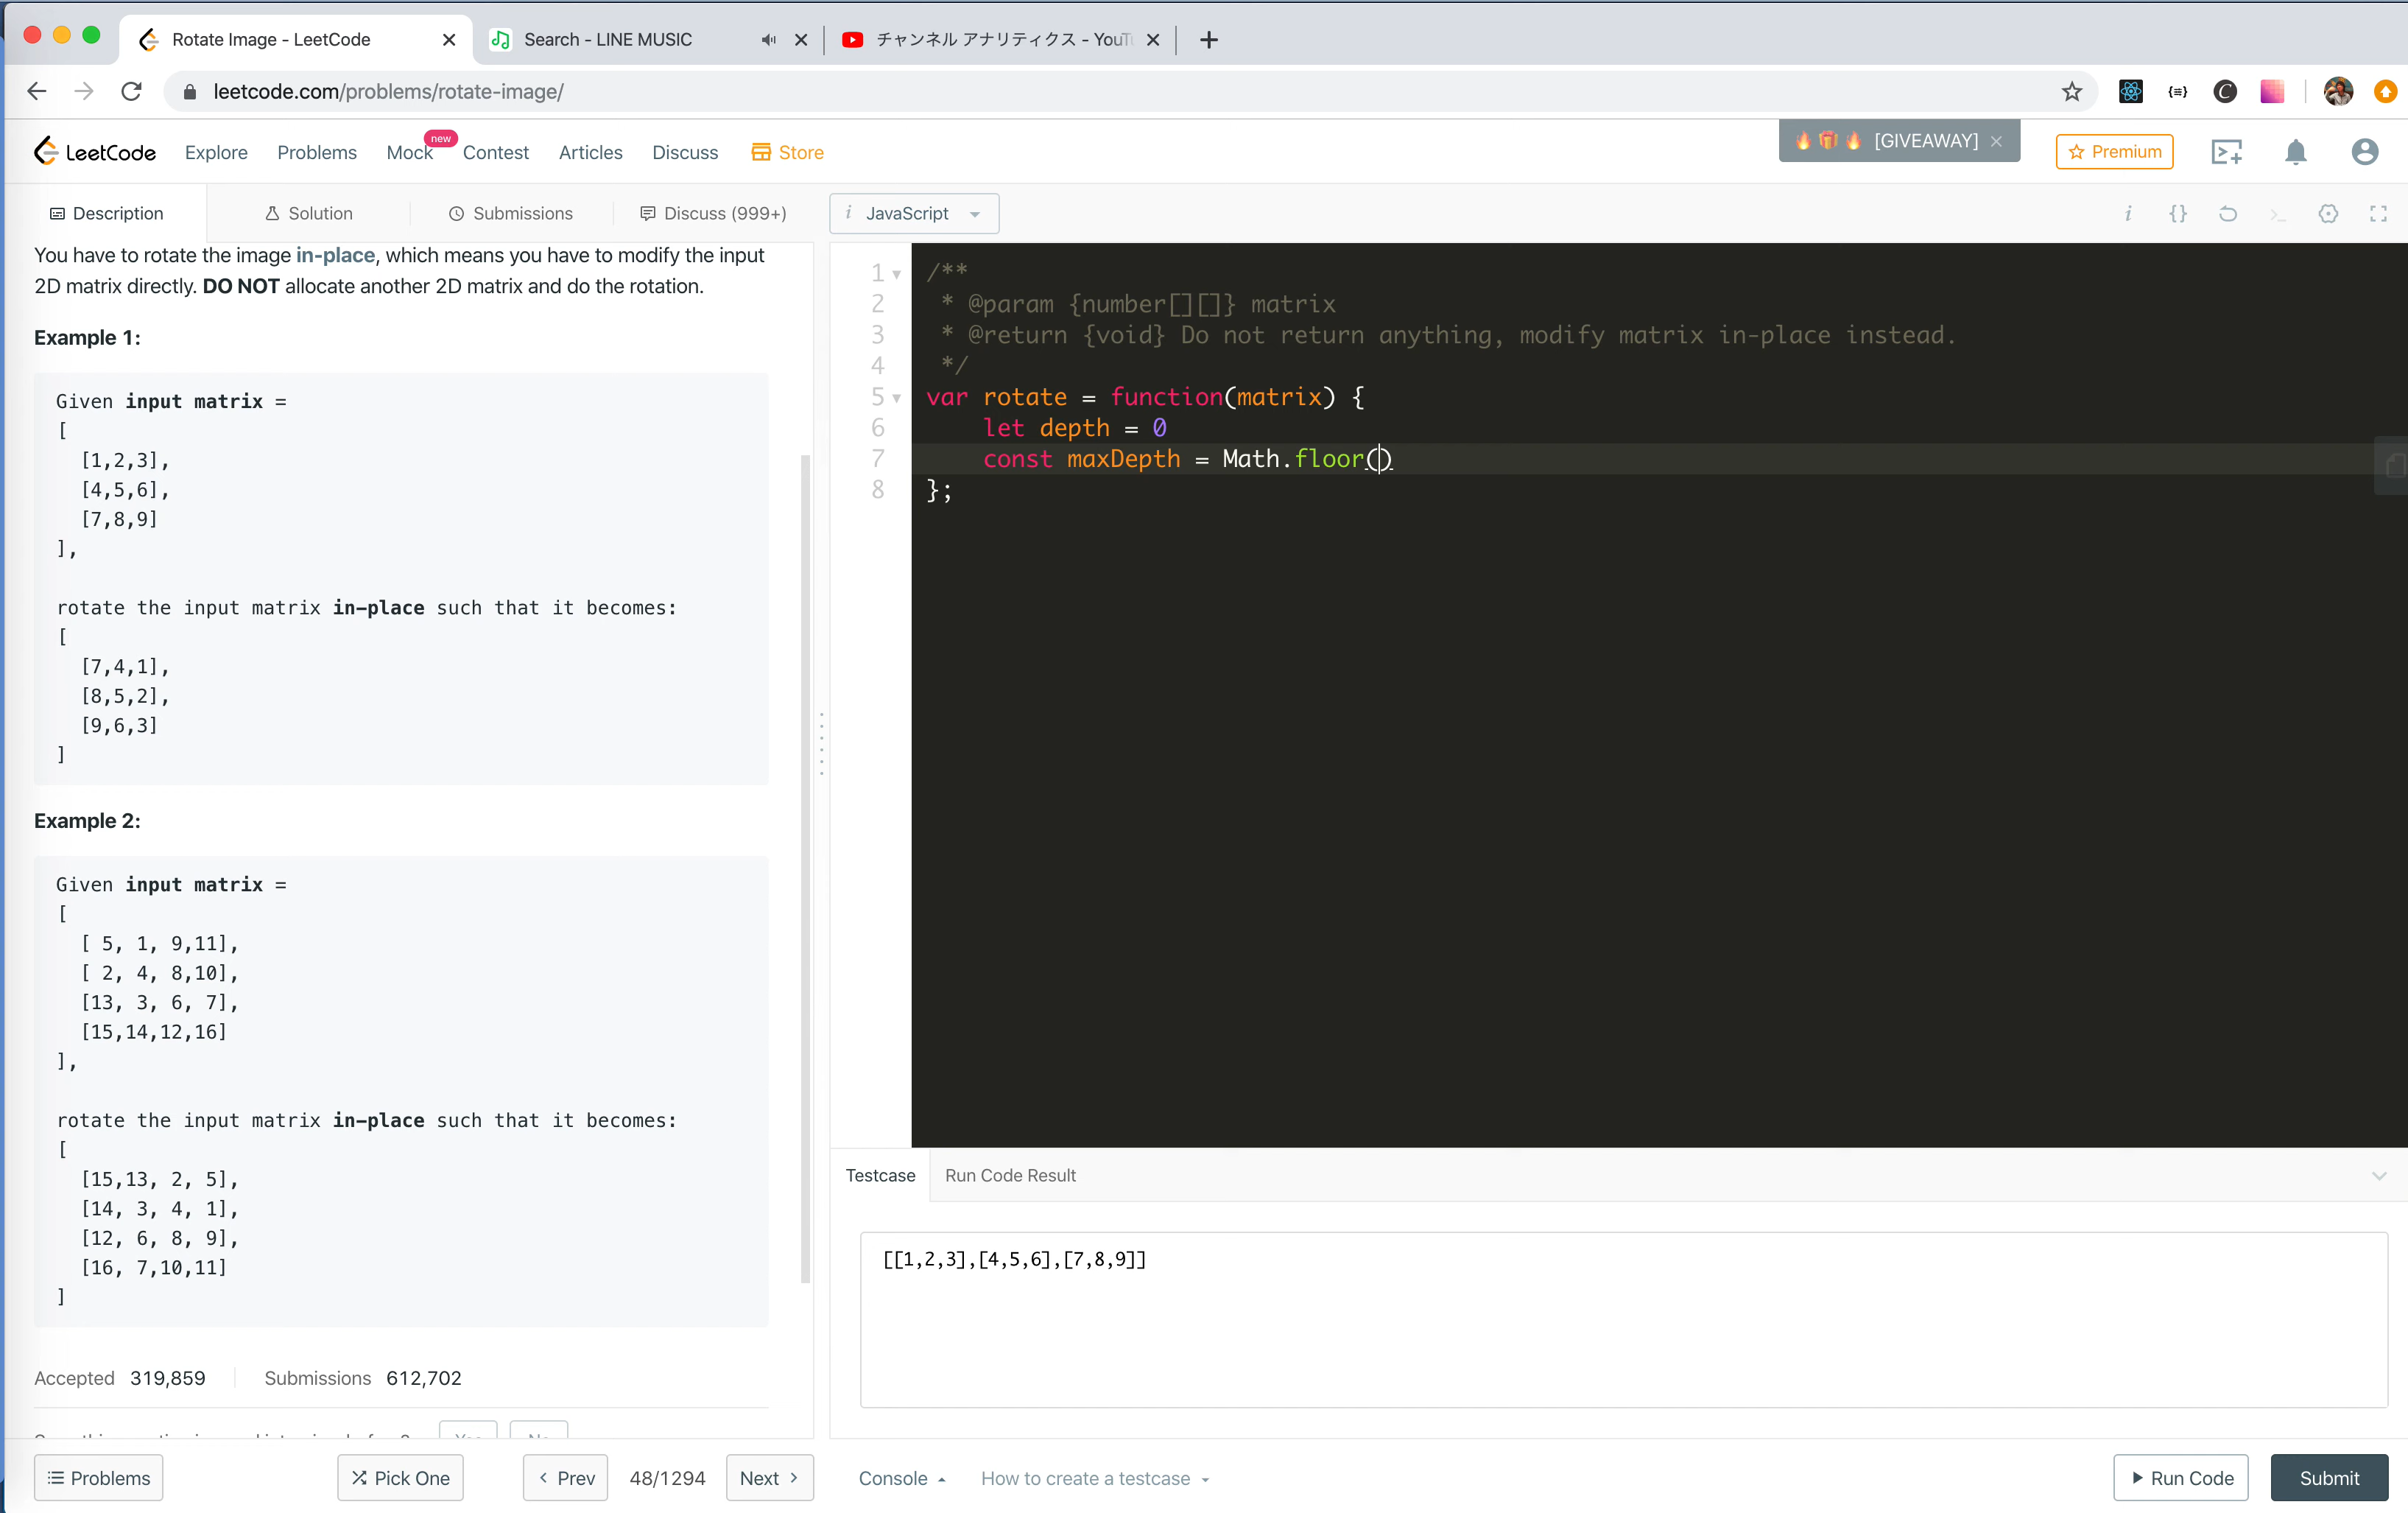 Rotate Image - LeetCode
Search - LINE MUSIC
チャンネル アナリティクス - YouTu
leetcode.com/problems/rotate-image/
LeetCode
Explore
Problems
Mock
new
Contest
Articles
Discuss
Store
[GIVEAWAY]
Premium
Description
Solution
Submissions
Discuss (999+)
i JavaScript
You have to rotate the image in-place, which means you have to modify the input
2D matrix directly. DO NOT allocate another 2D matrix and do the rotation.
Example 1:
Given input matrix =
[
[1,2,3],
[4,5,6],
[7,8,9]
],
rotate the input matrix in-place such that it becomes:
[
[7,4,1],
[8,5,2],
[9,6,3]
]
Example 2:
Given input matrix =
[
[ 5, 1, 9,11],
[ 2, 4, 8,10],
[13, 3, 6, 7],
[15,14,12,16]
],
rotate the input matrix in-place such that it becomes:
[
[15,13, 2, 5],
[14, 3, 4, 1],
[12, 6, 8, 9],
[16, 7,10,11]
]
Accepted 319,859
Submissions 612,702
Problems
Pick One
Prev
48/1294
Next
1 /**
2 * @param {number[][]} matrix
3 * @return {void} Do not return anything, modify matrix in-place instead.
4 */
5 var rotate = function(matrix) {
6 let depth = 0
7 const maxDepth = Math.floor()
8 };
Testcase
Run Code Result
[[1,2,3],[4,5,6],[7,8,9]]
Console
How to create a testcase
Run Code
Submit